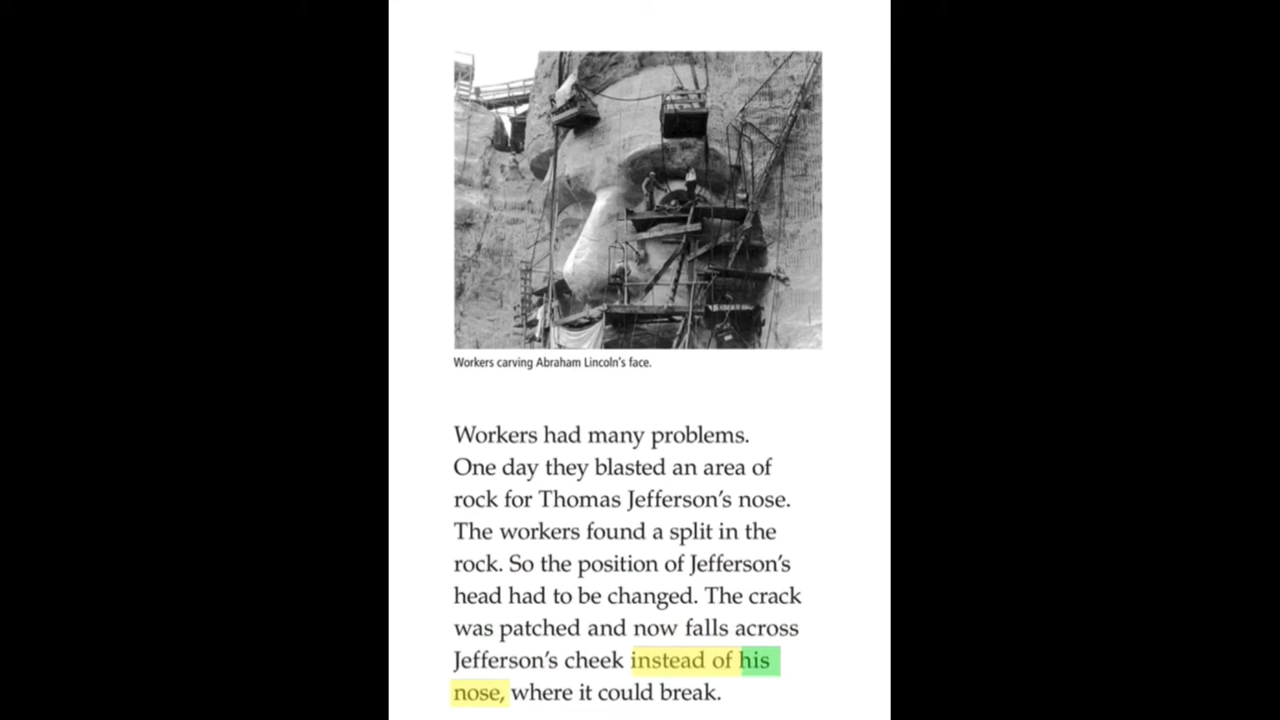 Workers carving Abraham Lincoln's face.
Workers had many problems.
One day they blasted an area of
rock for Thomas Jefferson's nose.
The workers found a split in the
rock. So the position of Jefferson's
head had to be changed. The crack
was patched and now falls across
Jefferson's cheek instead of his
nose, where it could break.